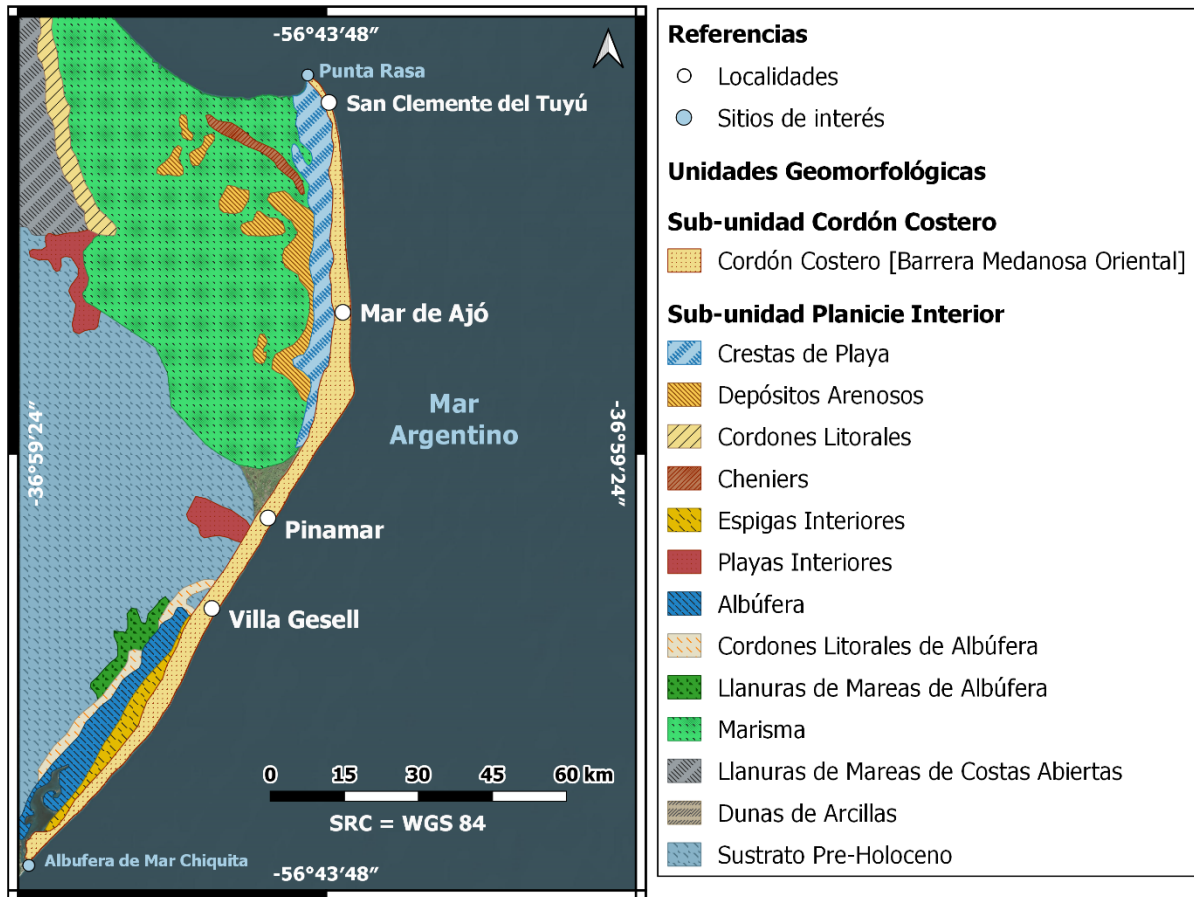 -56°43′48″
Punta Rasa
San Clemente del Tuyú
Mar de Ajó
Mar
Argentino
-36°59′24″
-36°59′24″
Pinamar
Villa Gesell
0 15 30 45 60 km
SRC = WGS 84
Albufera de Mar Chiquita
-56°43′48″
Referencias
Localidades
Sitios de interés
Unidades Geomorfológicas
Sub-unidad Cordón Costero
Cordón Costero [Barrera Medanosa Oriental]
Sub-unidad Planicie Interior
Crestas de Playa
Depósitos Arenosos
Cordones Litorales
Cheniers
Espigas Interiores
Playas Interiores
Albúfera
Cordones Litorales de Albúfera
Llanuras de Mareas de Albúfera
Marisma
Llanuras de Mareas de Costas Abiertas
Dunas de Arcillas
Sustrato Pre-Holoceno